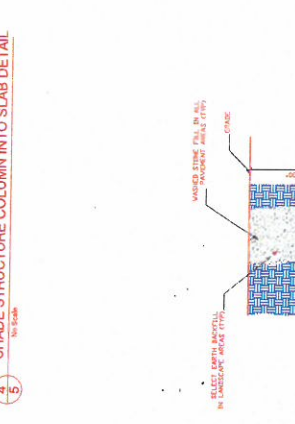 4
5
SHADE STRUCTURE COLUMN INTO SLAB DETAIL
No Scale
WASHED STONE FILL IN ALL
PAVEMENT AREAS (TYP)
GRADE
SELECT EARTH BACKFILL
IN LANDSCAPE AREAS (TYP)